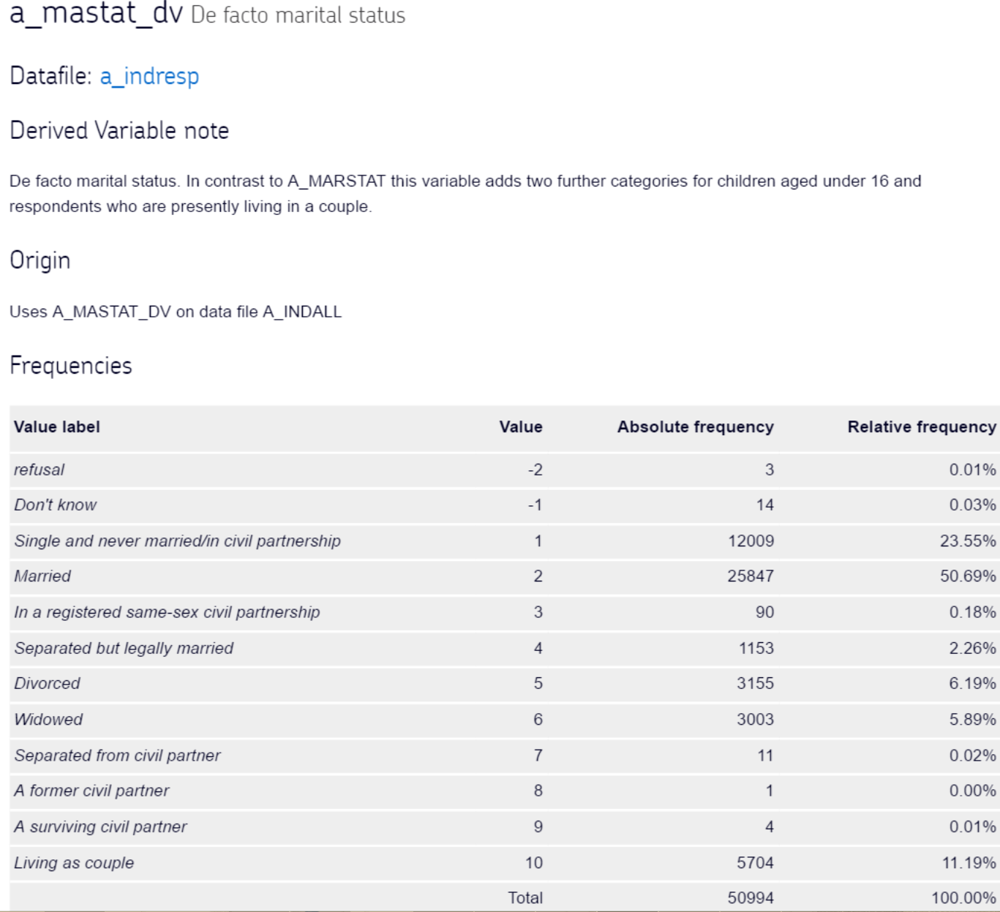 a_mastat_dv De facto marital status
Datafile: a_indresp
Derived Variable note
De facto marital status. In contrast to A_MARSTAT this variable adds two further categories for children aged under 16 and
respondents who are presently living in a couple.
Origin
Uses A_MASTAT_DV on data file A_INDALL
Frequencies
Value label Value Absolute frequency Relative frequency
refusal -2 3 0.01%
Don't know -1 14 0.03%
Single and never married/in civil partnership 1 12009 23.55%
Married 2 25847 50.69%
In a registered same-sex civil partnership 3 90 0.18%
Separated but legally married 4 1153 2.26%
Divorced 5 3155 6.19%
Widowed 6 3003 5.89%
Separated from civil partner 7 11 0.02%
A former civil partner 8 1 0.00%
A surviving civil partner 9 4 0.01%
Living as couple 10 5704 11.19%
Total 50994 100.00%